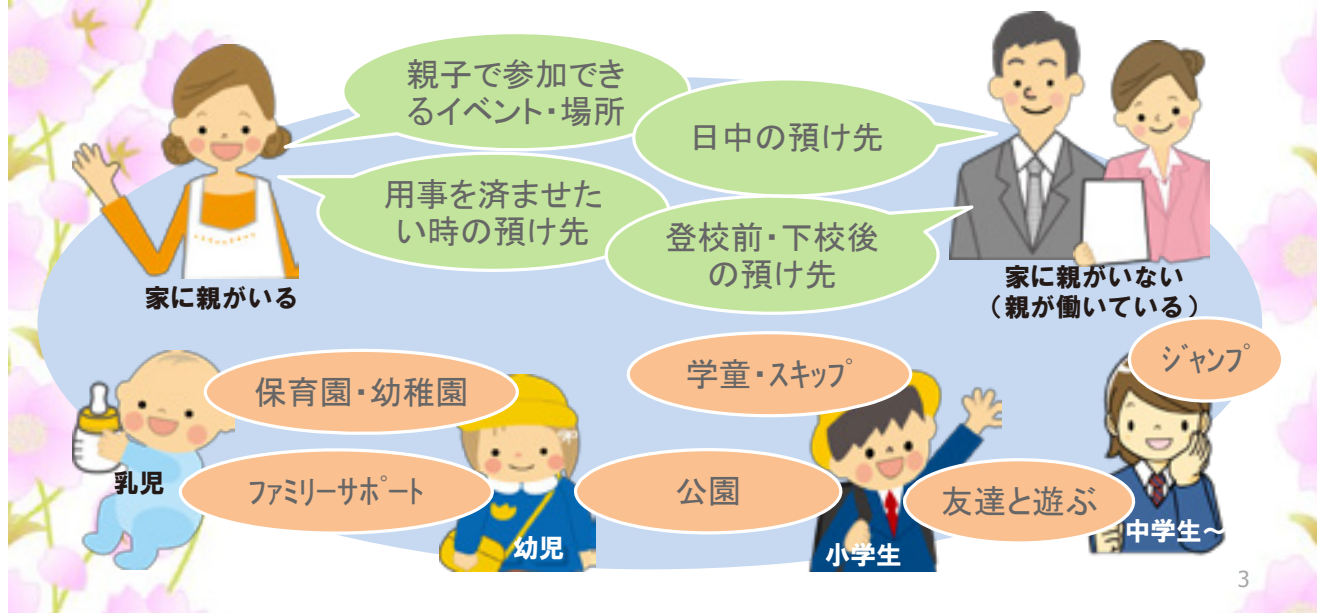 親子で参加でき
るイベント・場所
日中の預け先
用事を済ませた
い時の預け先
登校前・下校後
の預け先
家に親がいる
家に親がいない
（親が働いている）
保育園・幼稚園
学童・スキップ
ジャンプ
乳児
ファミリーサポート
公園
友達と遊ぶ
幼児
小学生
中学生～
3